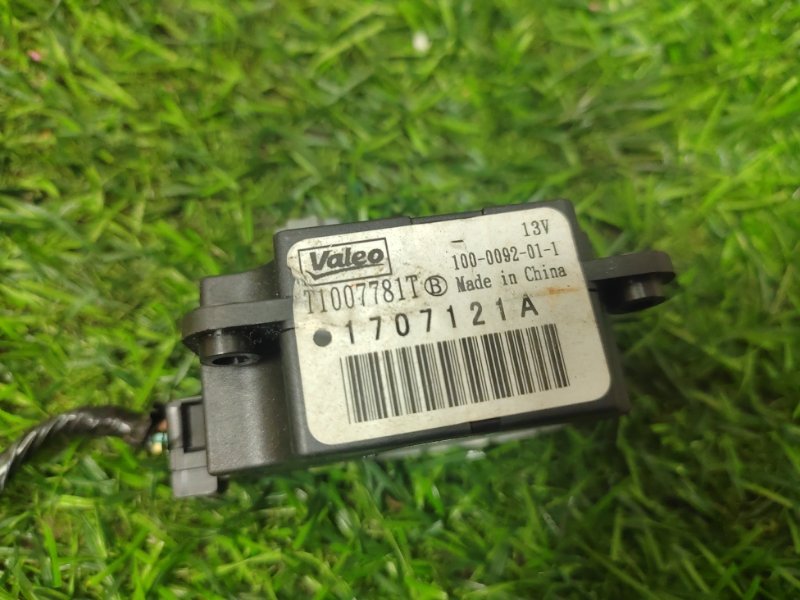 Valeo
13V
100-0092-01-1
T1007781T Ⓑ Made in China
1707121A